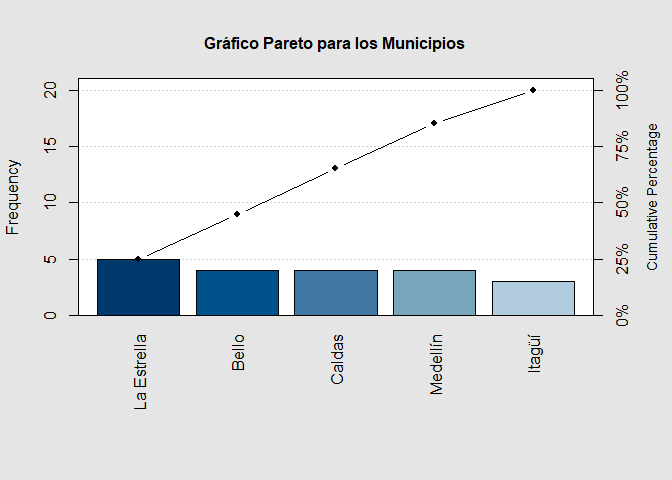 Gráfico Pareto para los Municipios
Frequency
20
15
10
5
0
100%
75%
50%
25%
0%
Cumulative Percentage
La Estrella
Bello
Caldas
Medellín
Itagüí